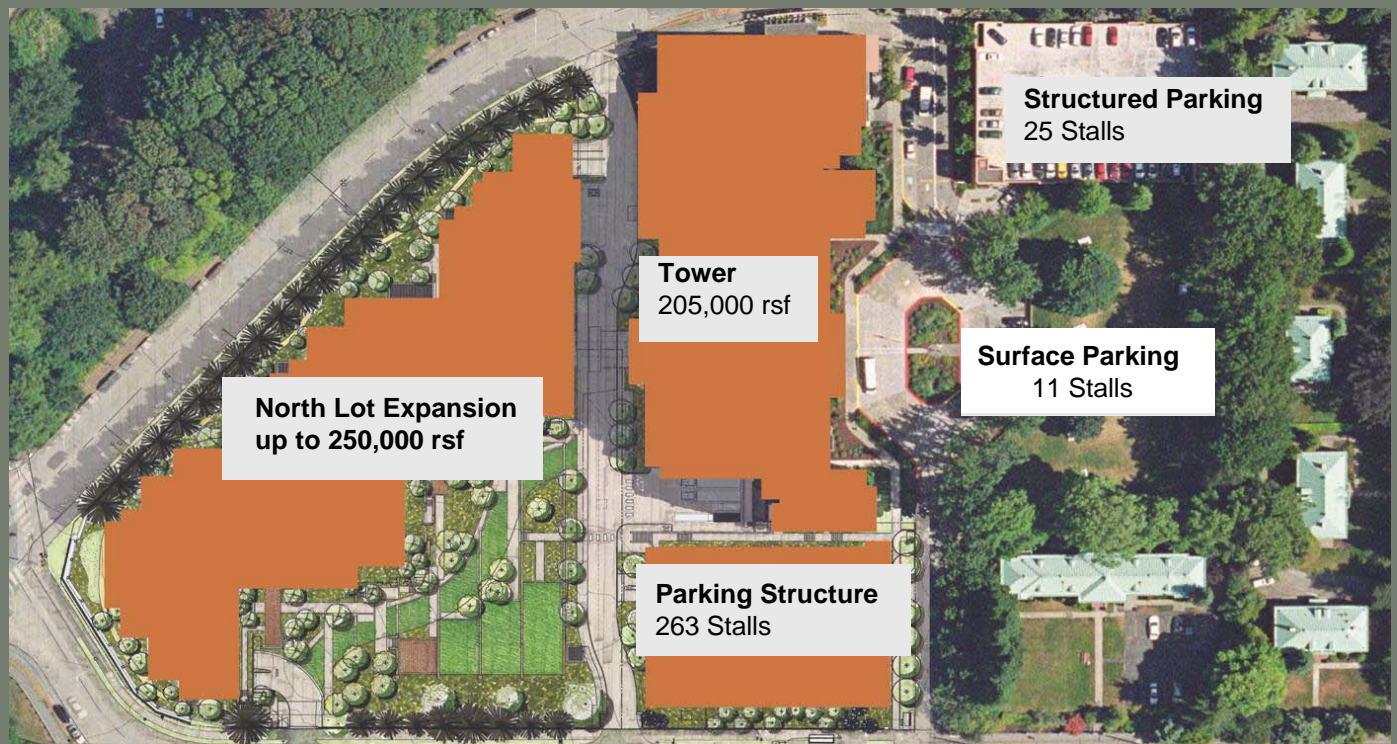 Structured Parking
25 Stalls
Tower
205,000 rsf
Surface Parking
11 Stalls
North Lot Expansion
up to 250,000 rsf
Parking Structure
263 Stalls